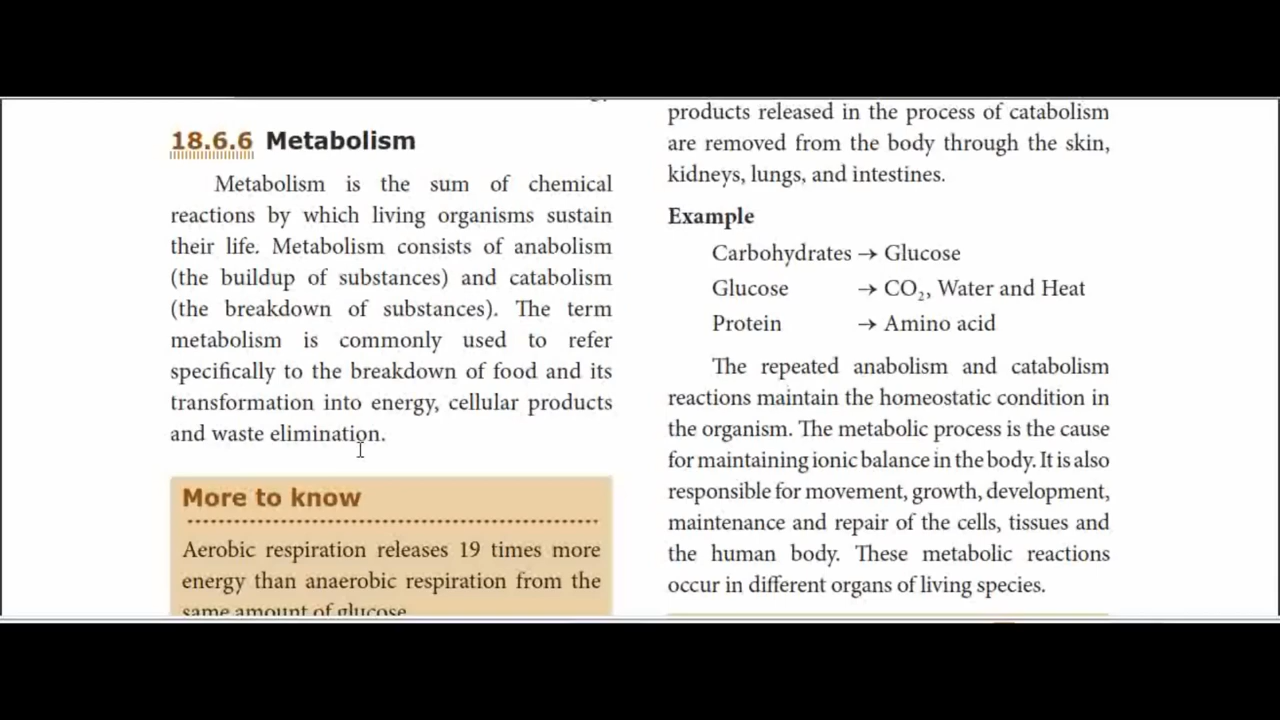 18.6.6 Metabolism
Metabolism is the sum of chemical
reactions by which living organisms sustain
their life. Metabolism consists of anabolism
(the buildup of substances) and catabolism
(the breakdown of substances). The term
metabolism is commonly used to refer
specifically to the breakdown of food and its
transformation into energy, cellular products
and waste elimination.
More to know
Aerobic respiration releases 19 times more
energy than anaerobic respiration from the
same amount of glucose
products released in the process of catabolism
are removed from the body through the skin,
kidneys, lungs, and intestines.
Example
Carbohydrates → Glucose
Glucose → CO₂, Water and Heat
Protein → Amino acid
The repeated anabolism and catabolism
reactions maintain the homeostatic condition in
the organism. The metabolic process is the cause
for maintaining ionic balance in the body. It is also
responsible for movement, growth, development,
maintenance and repair of the cells, tissues and
the human body. These metabolic reactions
occur in different organs of living species.